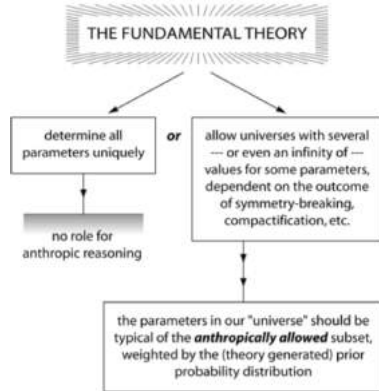 THE FUNDAMENTAL THEORY
determine all
parameters uniquely
or
allow universes with several
--- or even an infinity of ---
values for some parameters,
dependent on the outcome
of symmetry-breaking,
compactification, etc.
no role for
anthropic reasoning
the parameters in our "universe" should be
typical of the anthropically allowed subset,
weighted by the (theory generated) prior
probability distribution